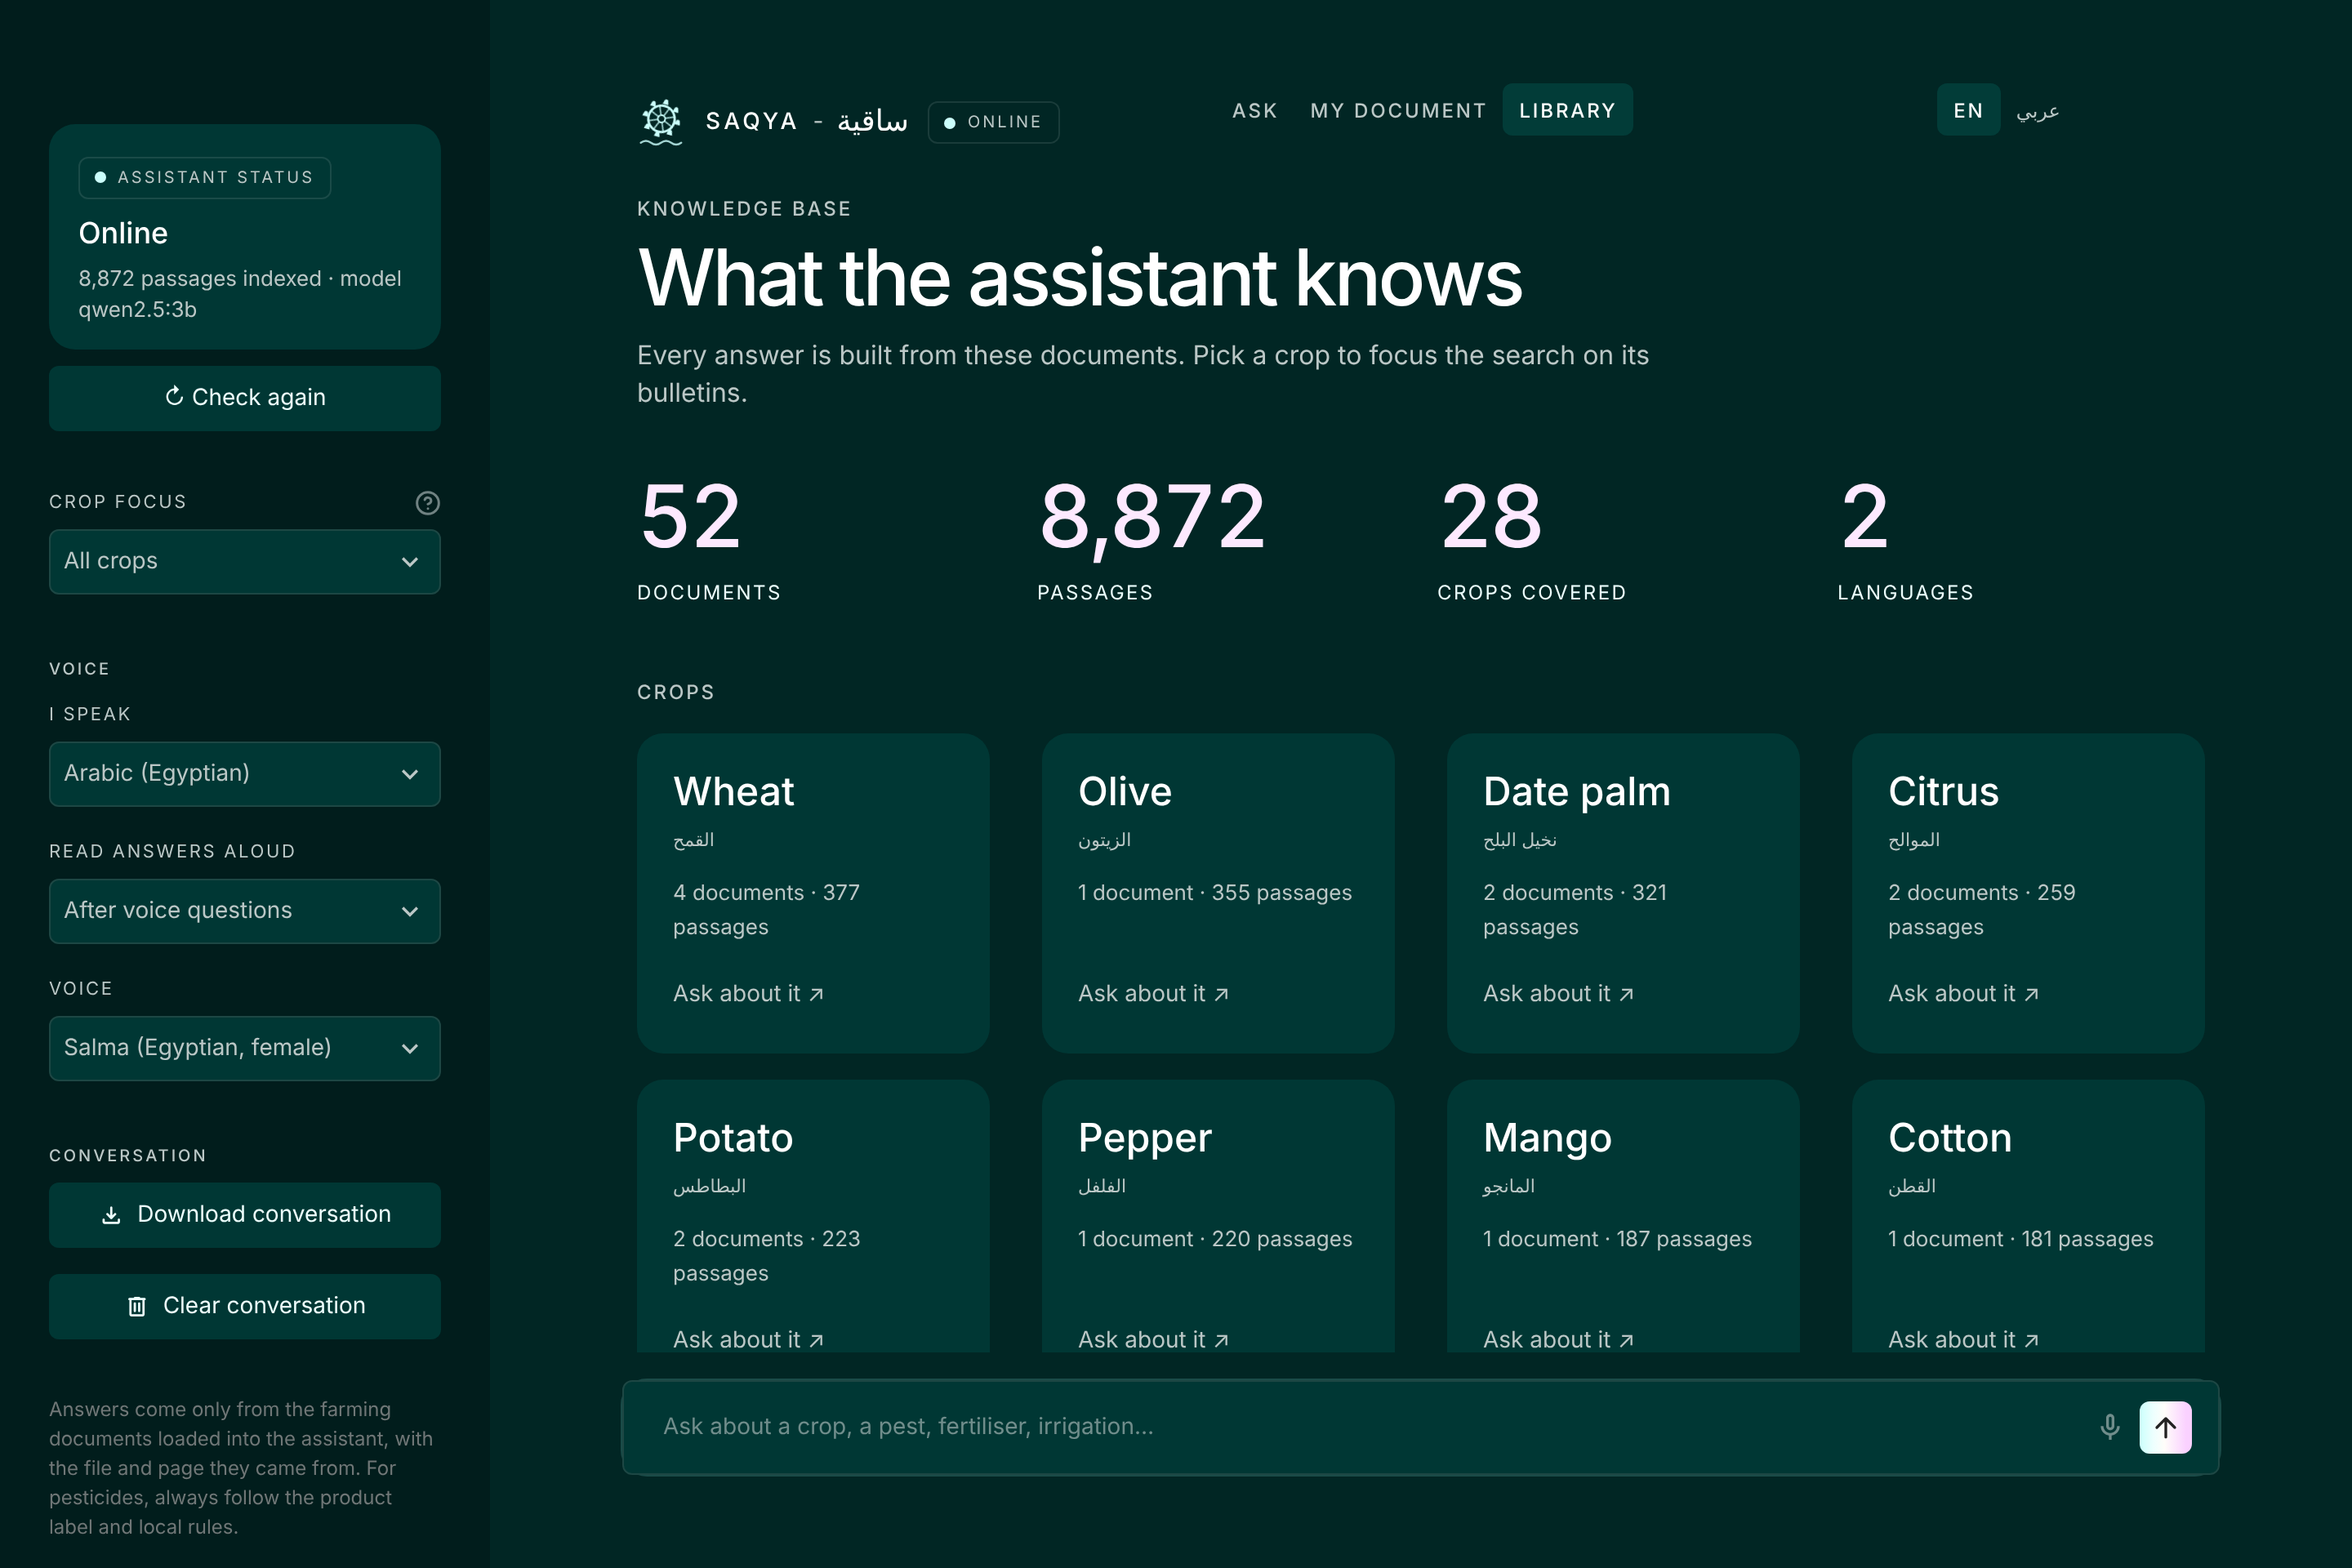 ASSISTANT STATUS
Online
8,872 passages indexed · model
qwen2.5:3b
Check again
CROP FOCUS
All crops
VOICE
I SPEAK
Arabic (Egyptian)
READ ANSWERS ALOUD
After voice questions
VOICE
Salma (Egyptian, female)
CONVERSATION
Download conversation
Clear conversation
Answers come only from the farming
documents loaded into the assistant, with
the file and page they came from. For
pesticides, always follow the product
label and local rules.
SAQYA - ساقية
ONLINE
ASK
MY DOCUMENT
LIBRARY
EN
عربي
KNOWLEDGE BASE
What the assistant knows
Every answer is built from these documents. Pick a crop to focus the search on its
bulletins.
52
DOCUMENTS
8,872
PASSAGES
28
CROPS COVERED
2
LANGUAGES
CROPS
Wheat
القمح
4 documents · 377
passages
Ask about it ↗
Olive
الزيتون
1 document · 355 passages
Ask about it ↗
Date palm
نخيل البلح
2 documents · 321
passages
Ask about it ↗
Citrus
الموالح
2 documents · 259
passages
Ask about it ↗
Potato
البطاطس
2 documents · 223
passages
Ask about it ↗
Pepper
الفلفل
1 document · 220 passages
Ask about it ↗
Mango
المانجو
1 document · 187 passages
Ask about it ↗
Cotton
القطن
1 document · 181 passages
Ask about it ↗
Ask about a crop, a pest, fertiliser, irrigation...